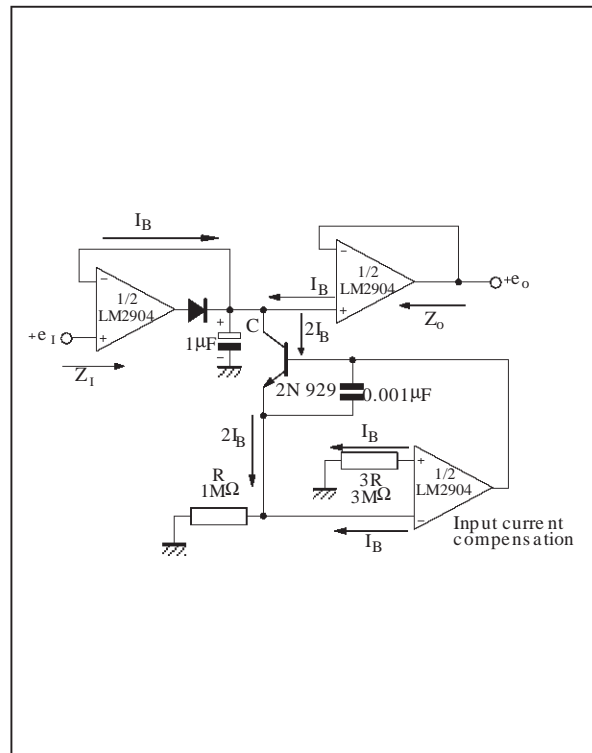 I_B
1/2
LM2904
+e_I
Z_I
+
−
+
−
1µF
C
I_B
2I_B
−
+
1/2
LM2904
+e_o
Z_o
2N 929
0.001µF
2I_B
R
1MΩ
I_B
3R
3MΩ
+
−
1/2
LM2904
I_B
Input current
compensation